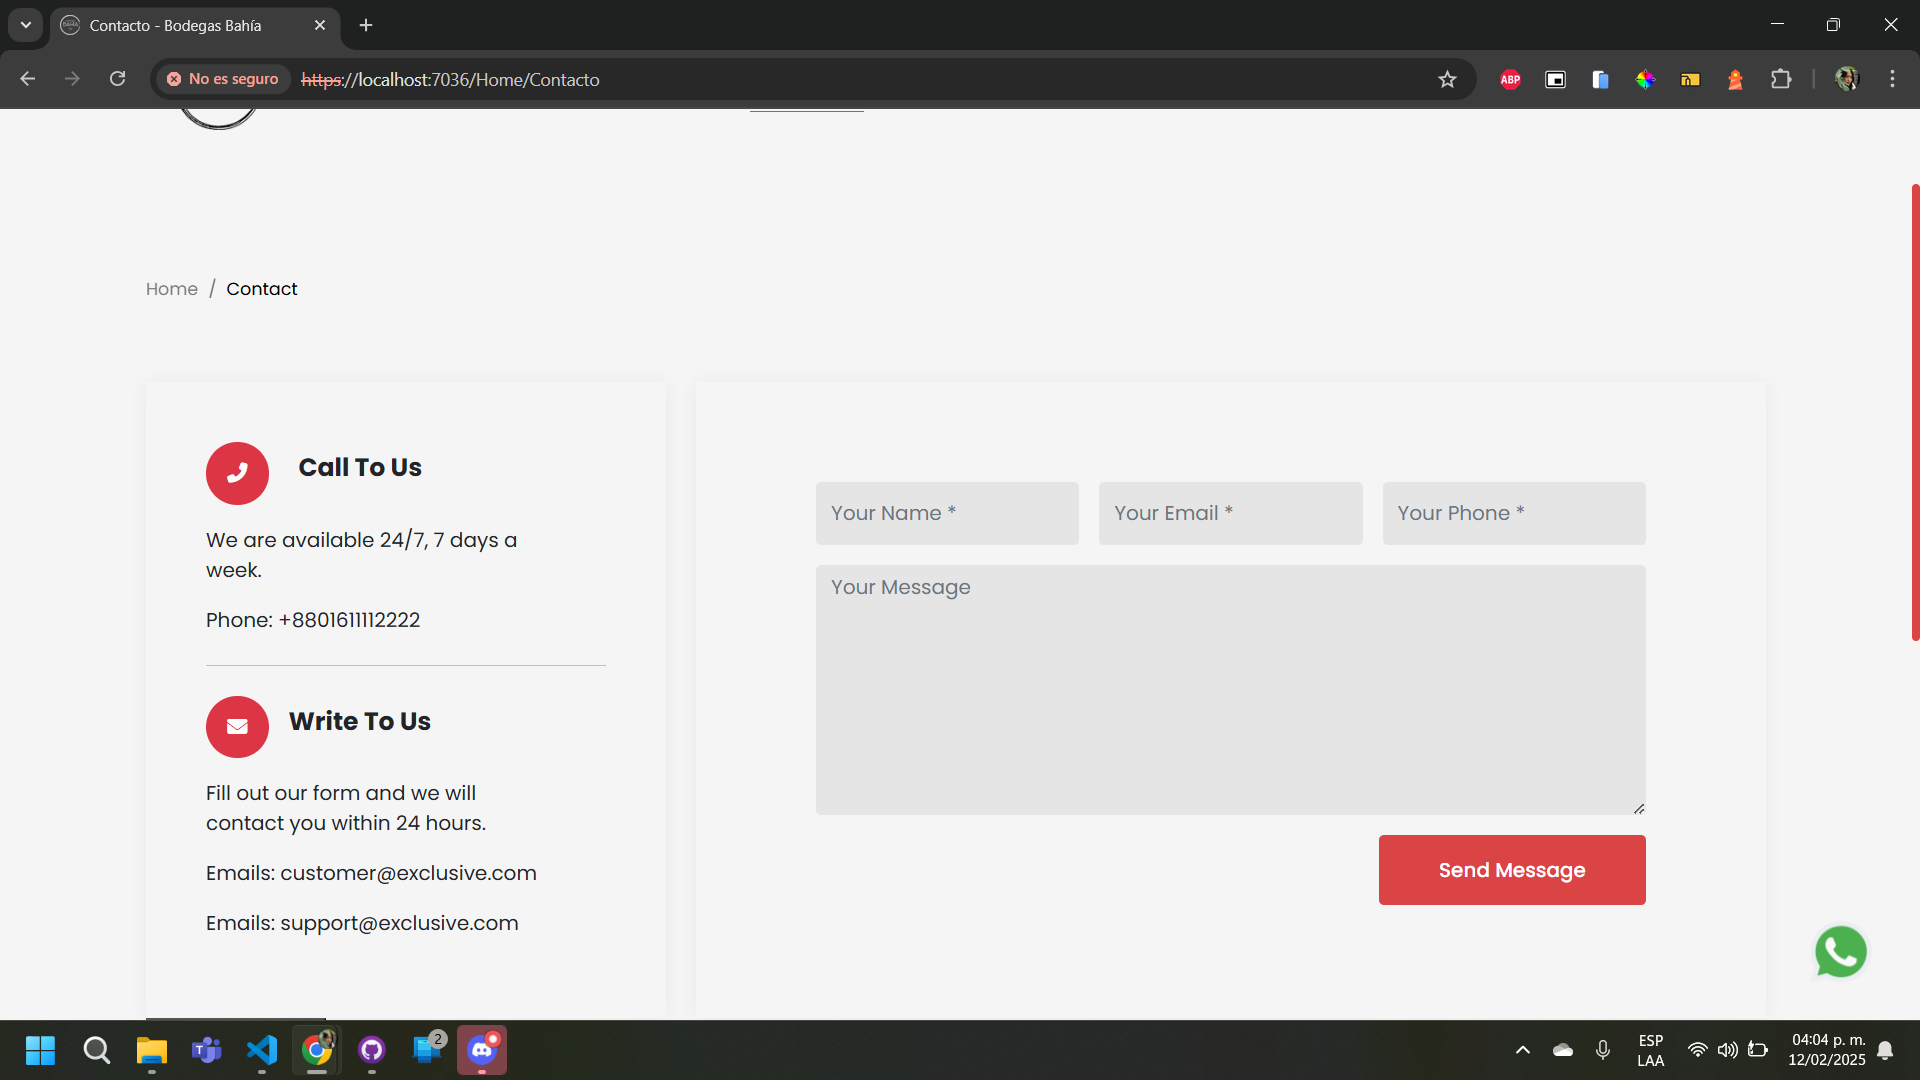 Contacto - Bodegas Bahía
No es seguro
https://localhost:7036/Home/Contacto
ABP
Home / Contact
Call To Us
We are available 24/7, 7 days a
week.
Phone: +8801611112222
Write To Us
Fill out our form and we will
contact you within 24 hours.
Emails: customer@exclusive.com
Emails: support@exclusive.com
Your Name *
Your Email *
Your Phone *
Your Message
Send Message
2
ESP
LAA
04:04 p. m.
12/02/2025